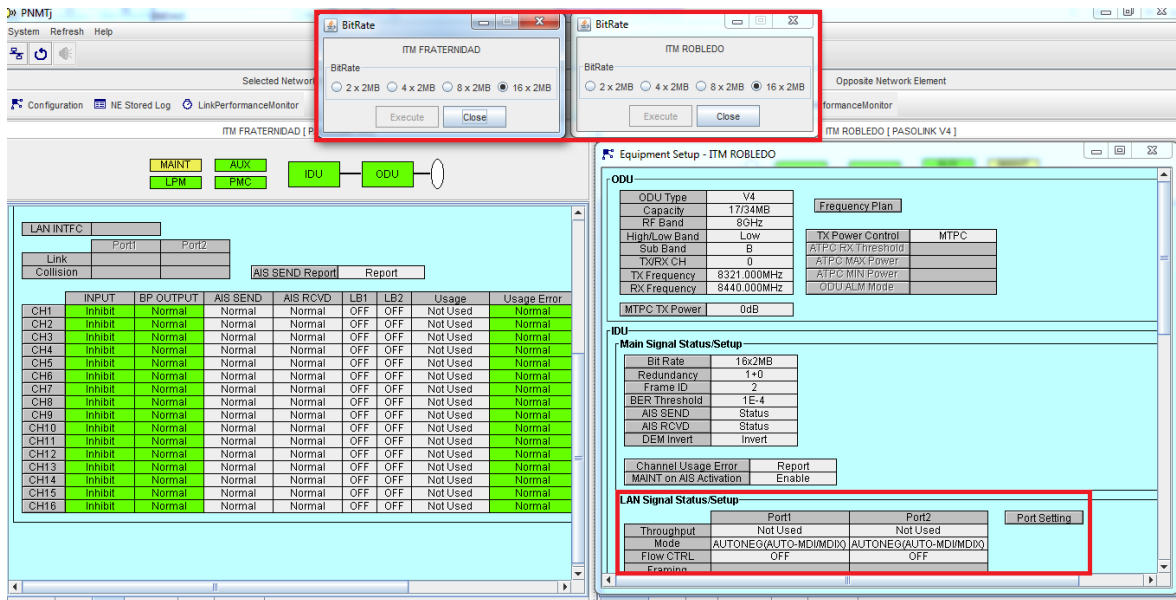 PNMTj
System Refresh Help
BitRate
ITM FRATERNIDAD
BitRate
2 x 2MB 4 x 2MB 8 x 2MB 16 x 2MB
Execute Close
BitRate
ITM ROBLEDO
BitRate
2 x 2MB 4 x 2MB 8 x 2MB 16 x 2MB
Execute Close
Selected Networ
Opposite Network Element
Configuration NE Stored Log LinkPerformanceMonitor
formanceMonitor
ITM FRATERNIDAD [ P
ITM ROBLEDO [ PASOLINK V4 ]
MAINT AUX
LPM PMC
IDU ODU
LAN INTFC
Port1 Port2
Link
Collision
AIS SEND Report Report
INPUT BP OUTPUT AIS SEND AIS RCVD LB1 LB2 Usage Usage Error
CH1 Inhibit Normal Normal Normal OFF OFF Not Used Normal
CH2 Inhibit Normal Normal Normal OFF OFF Not Used Normal
CH3 Inhibit Normal Normal Normal OFF OFF Not Used Normal
CH4 Inhibit Normal Normal Normal OFF OFF Not Used Normal
CH5 Inhibit Normal Normal Normal OFF OFF Not Used Normal
CH6 Inhibit Normal Normal Normal OFF OFF Not Used Normal
CH7 Inhibit Normal Normal Normal OFF OFF Not Used Normal
CH8 Inhibit Normal Normal Normal OFF OFF Not Used Normal
CH9 Inhibit Normal Normal Normal OFF OFF Not Used Normal
CH10 Inhibit Normal Normal Normal OFF OFF Not Used Normal
CH11 Inhibit Normal Normal Normal OFF OFF Not Used Normal
CH12 Inhibit Normal Normal Normal OFF OFF Not Used Normal
CH13 Inhibit Normal Normal Normal OFF OFF Not Used Normal
CH14 Inhibit Normal Normal Normal OFF OFF Not Used Normal
CH15 Inhibit Normal Normal Normal OFF OFF Not Used Normal
CH16 Inhibit Normal Normal Normal OFF OFF Not Used Normal
Equipment Setup - ITM ROBLEDO
ODU
ODU Type V4
Capacity 17/34MB
RF Band 8GHz
High/Low Band Low
Sub Band B
TX/RX CH 0
TX Frequency 8321.000MHz
RX Frequency 8440.000MHz
MTPC TX Power 0dB
Frequency Plan
TX Power Control MTPC
ATPC RX Threshold
ATPC MAX Power
ATPC MIN Power
ODU ALM Mode
IDU
Main Signal Status/Setup
Bit Rate 16x2MB
Redundancy 1+0
Frame ID 2
BER Threshold 1E-4
AIS SEND Status
AIS RCVD Status
DEM Invert Invert
Channel Usage Error Report
MAINT on AIS Activation Enable
LAN Signal Status/Setup
Port1 Port2 Port Setting
Throughput Not Used Not Used
Mode AUTONEG(AUTO-MDI/MDIX) AUTONEG(AUTO-MDI/MDIX)
Flow CTRL OFF OFF
Framing